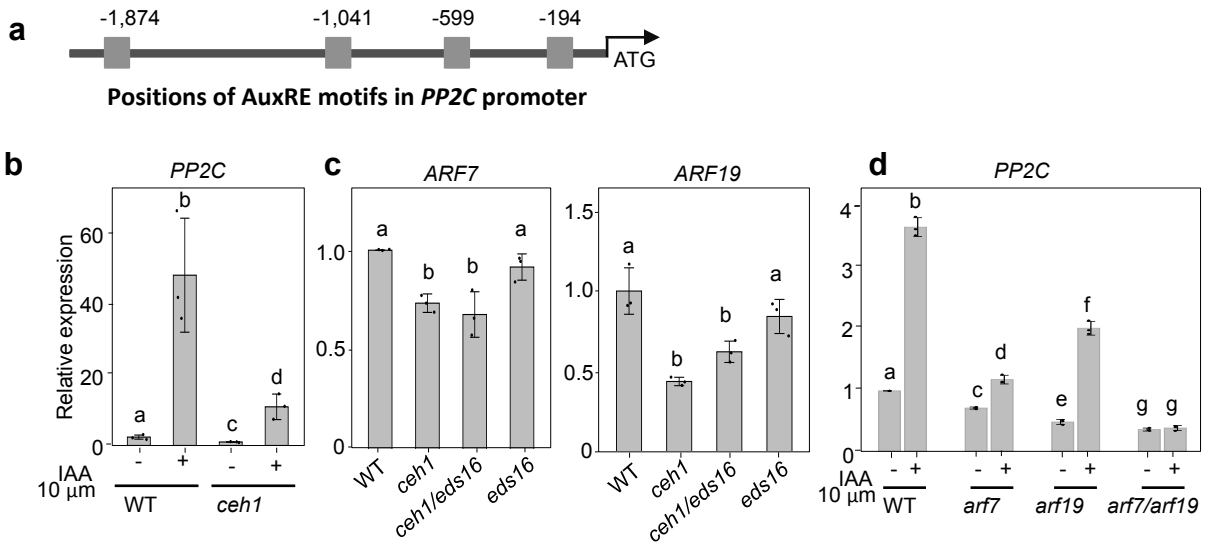 a
-1,874 -1,041 -599 -194
ATG
Positions of AuxRE motifs in PP2C promoter
b
PP2C
Relative expression
60
40
20
0
a b c d
- + - +
IAA
10 µm
WT ceh1
c
ARF7
1.0
0.5
0
a b b a
WT ceh1 ceh1/eds16 eds16
ARF19
1.5
1.0
0.5
0
a b b a
WT ceh1 ceh1/eds16 eds16
d
PP2C
4
3
2
1
0
a b c d e f g g
- + - + - + - +
IAA
10 µm
WT arf7 arf19 arf7/arf19